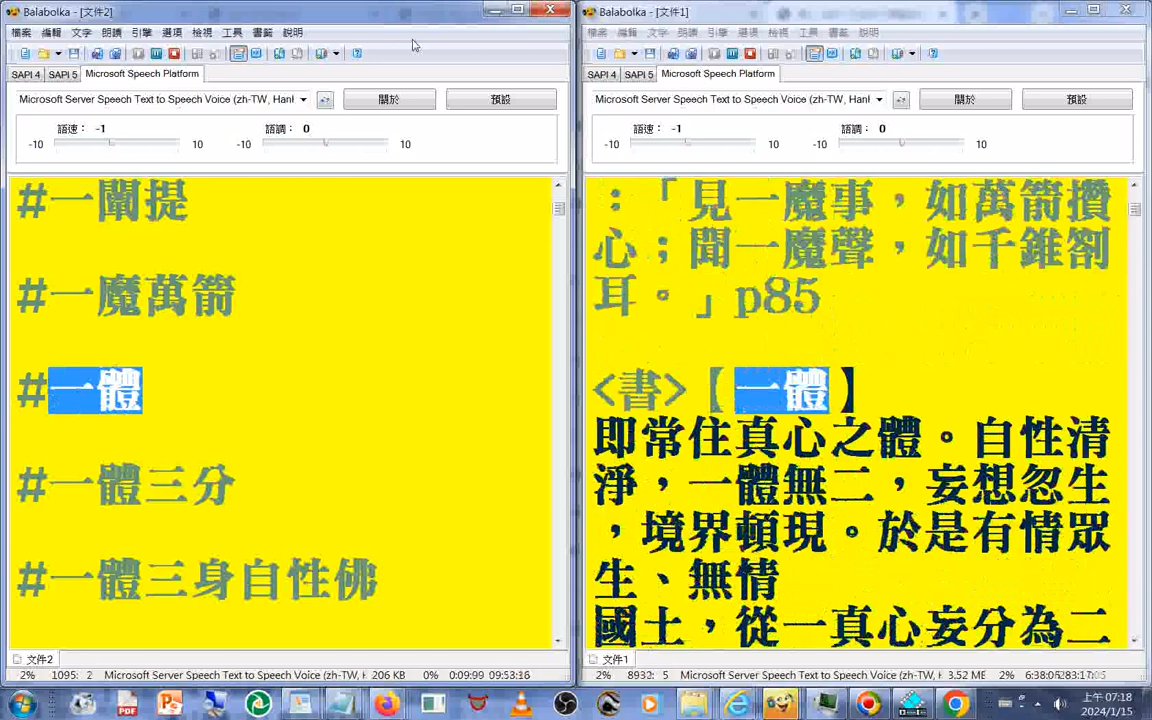 Balabolka - [文件2]
檔案 編輯 文字 朗讀 引擎 選項 檢視 工具 書籤 說明
SAPI 4 SAPI 5 Microsoft Speech Platform
Microsoft Server Speech Text to Speech Voice (zh-TW, Hanl
關於 預設
語速： -1 語調： 0
-10 10 -10 10
#一闡提
#一魔萬箭
#一體
#一體三分
#一體三身自性佛
文件2
2% 1095: 2 Microsoft Server Speech Text to Speech Voice (zh-TW, H 206 KB 0% 0:09:59 09:53:16
Balabolka - [文件1]
檔案 編輯 文字 朗讀 引擎 選項 檢視 工具 書籤 說明
SAPI 4 SAPI 5 Microsoft Speech Platform
Microsoft Server Speech Text to Speech Voice (zh-TW, Hanl
關於 預設
語速： -1 語調： 0
-10 10 -10 10
：「見一魔事，如萬箭攢
心；聞一魔聲，如千錐劄
耳。」p85
<書>【 一體 】
即常住真心之體。自性清
淨，一體無二，妄想忽生
，境界頓現。於是有情眾
生、無情
國土，從一真心妄分為二
文件1
2% 8932: 5 Microsoft Server Speech Text to Speech Voice (zh-TW, H 3.52 MB 2%
PDF
上午 07:18
2024/1/15